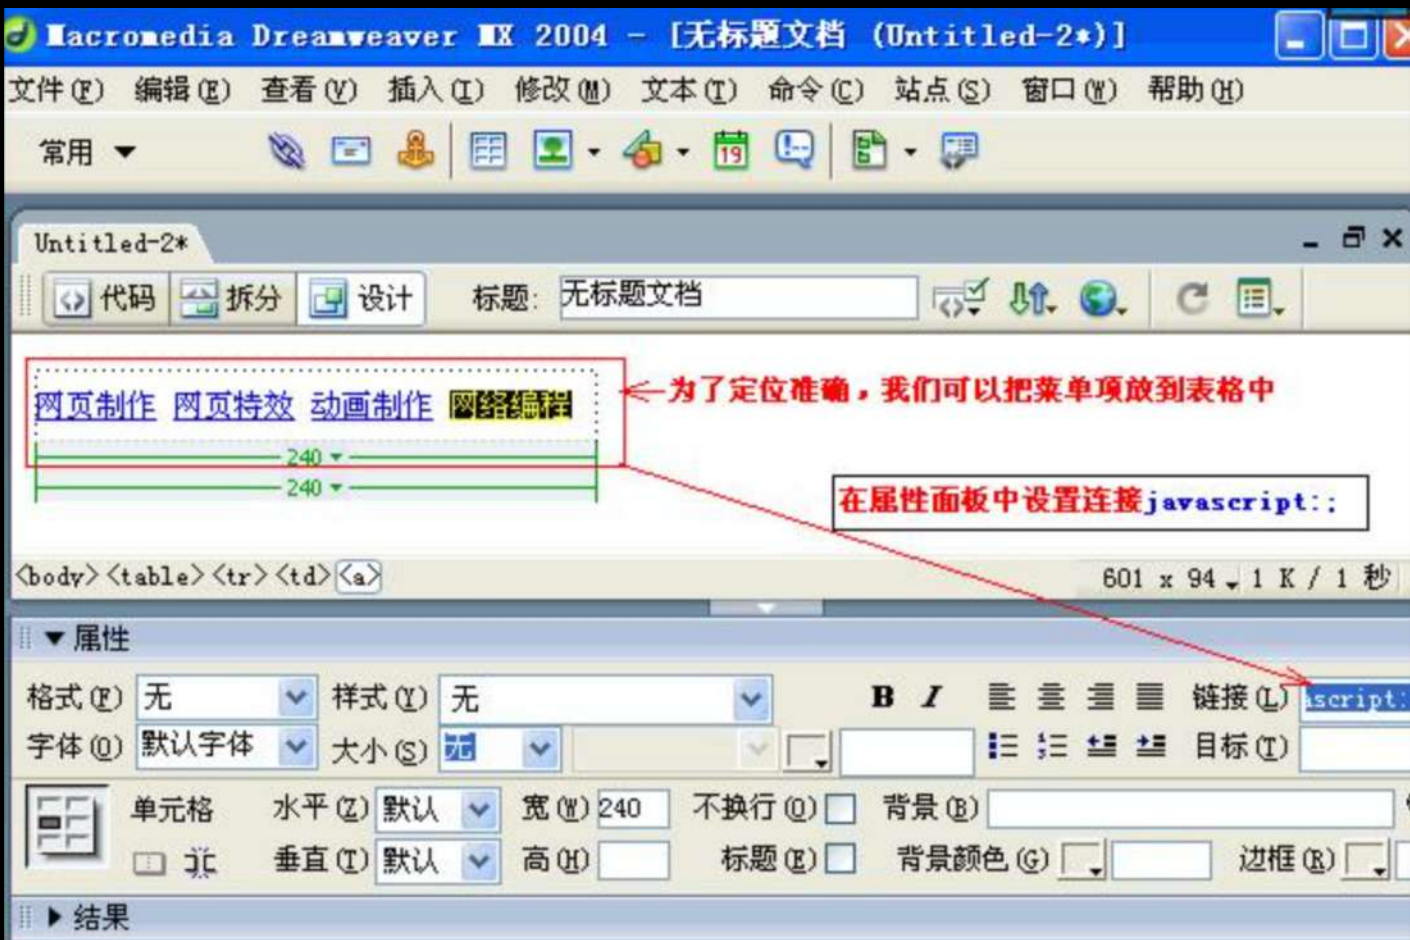 Macromedia Dreamweaver MX 2004 - [无标题文档 (Untitled-2*)]
文件(F) 编辑(E) 查看(V) 插入(I) 修改(M) 文本(T) 命令(C) 站点(S) 窗口(W) 帮助(H)
常用 19
Untitled-2*
代码 拆分 设计 标题: 无标题文档
网页制作 网页特效 动画制作 网络编程 为了定位准确，我们可以把菜单项放到表格中
240
240
在属性面板中设置连接javascript:;
<body><table><tr><td><a> 601 x 94 1 K / 1 秒
属性
格式(F) 无 样式(Y) 无 B I 链接(L) ascript:
字体(O) 默认字体 大小(S) 无 目标(T)
单元格 水平(Z) 默认 宽(W) 240 不换行(O) 背景(B)
垂直(T) 默认 高(H) 标题(E) 背景颜色(G) 边框(R)
结果